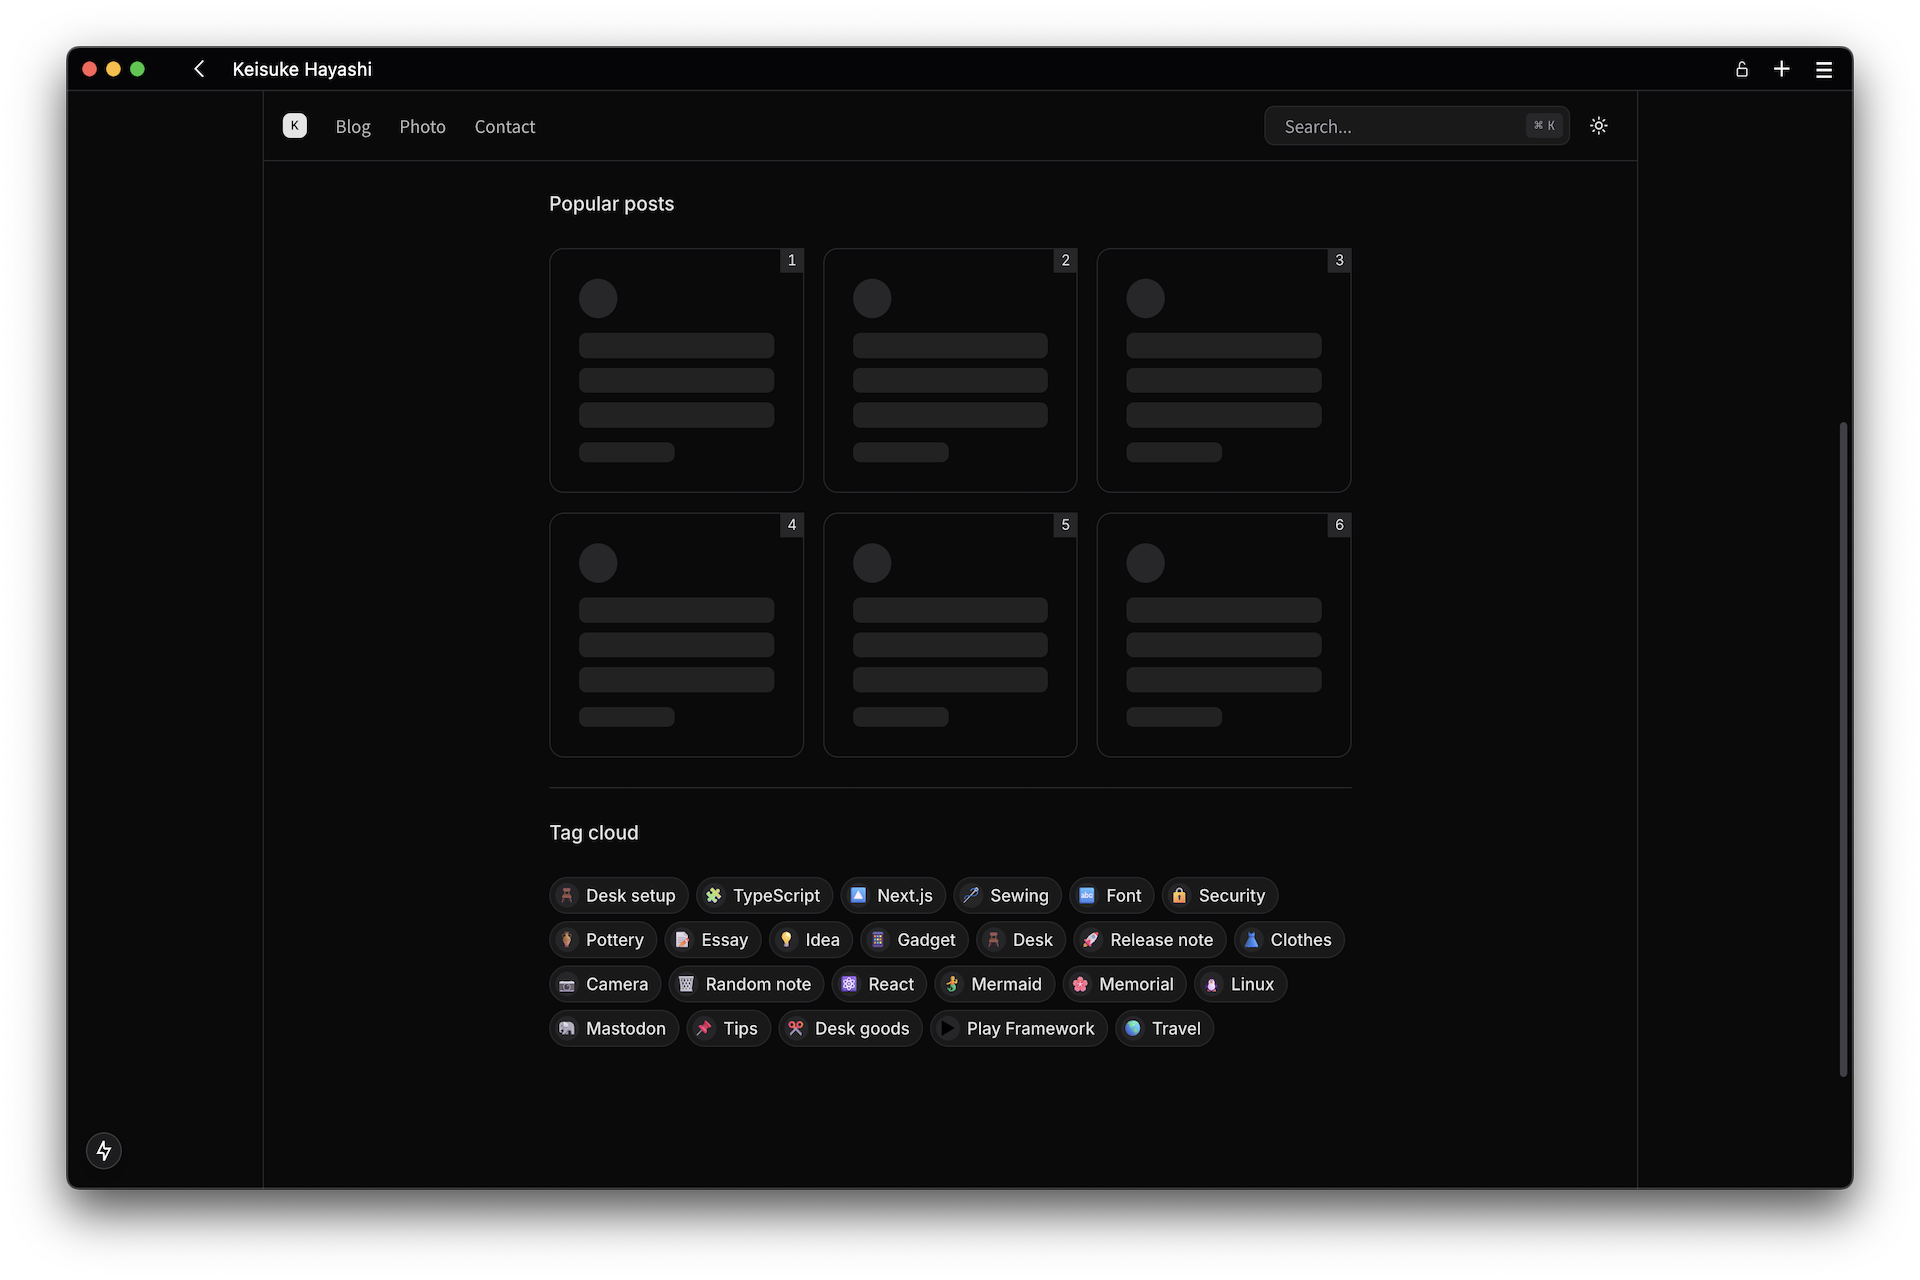 Keisuke Hayashi
K Blog Photo Contact Search... ⌘ K
Popular posts
1 2 3
4 5 6
Tag cloud
Desk setup TypeScript Next.js Sewing abc Font Security
Pottery Essay Idea Gadget Desk Release note Clothes
Camera Random note React Mermaid Memorial Linux
Mastodon Tips Desk goods Play Framework Travel